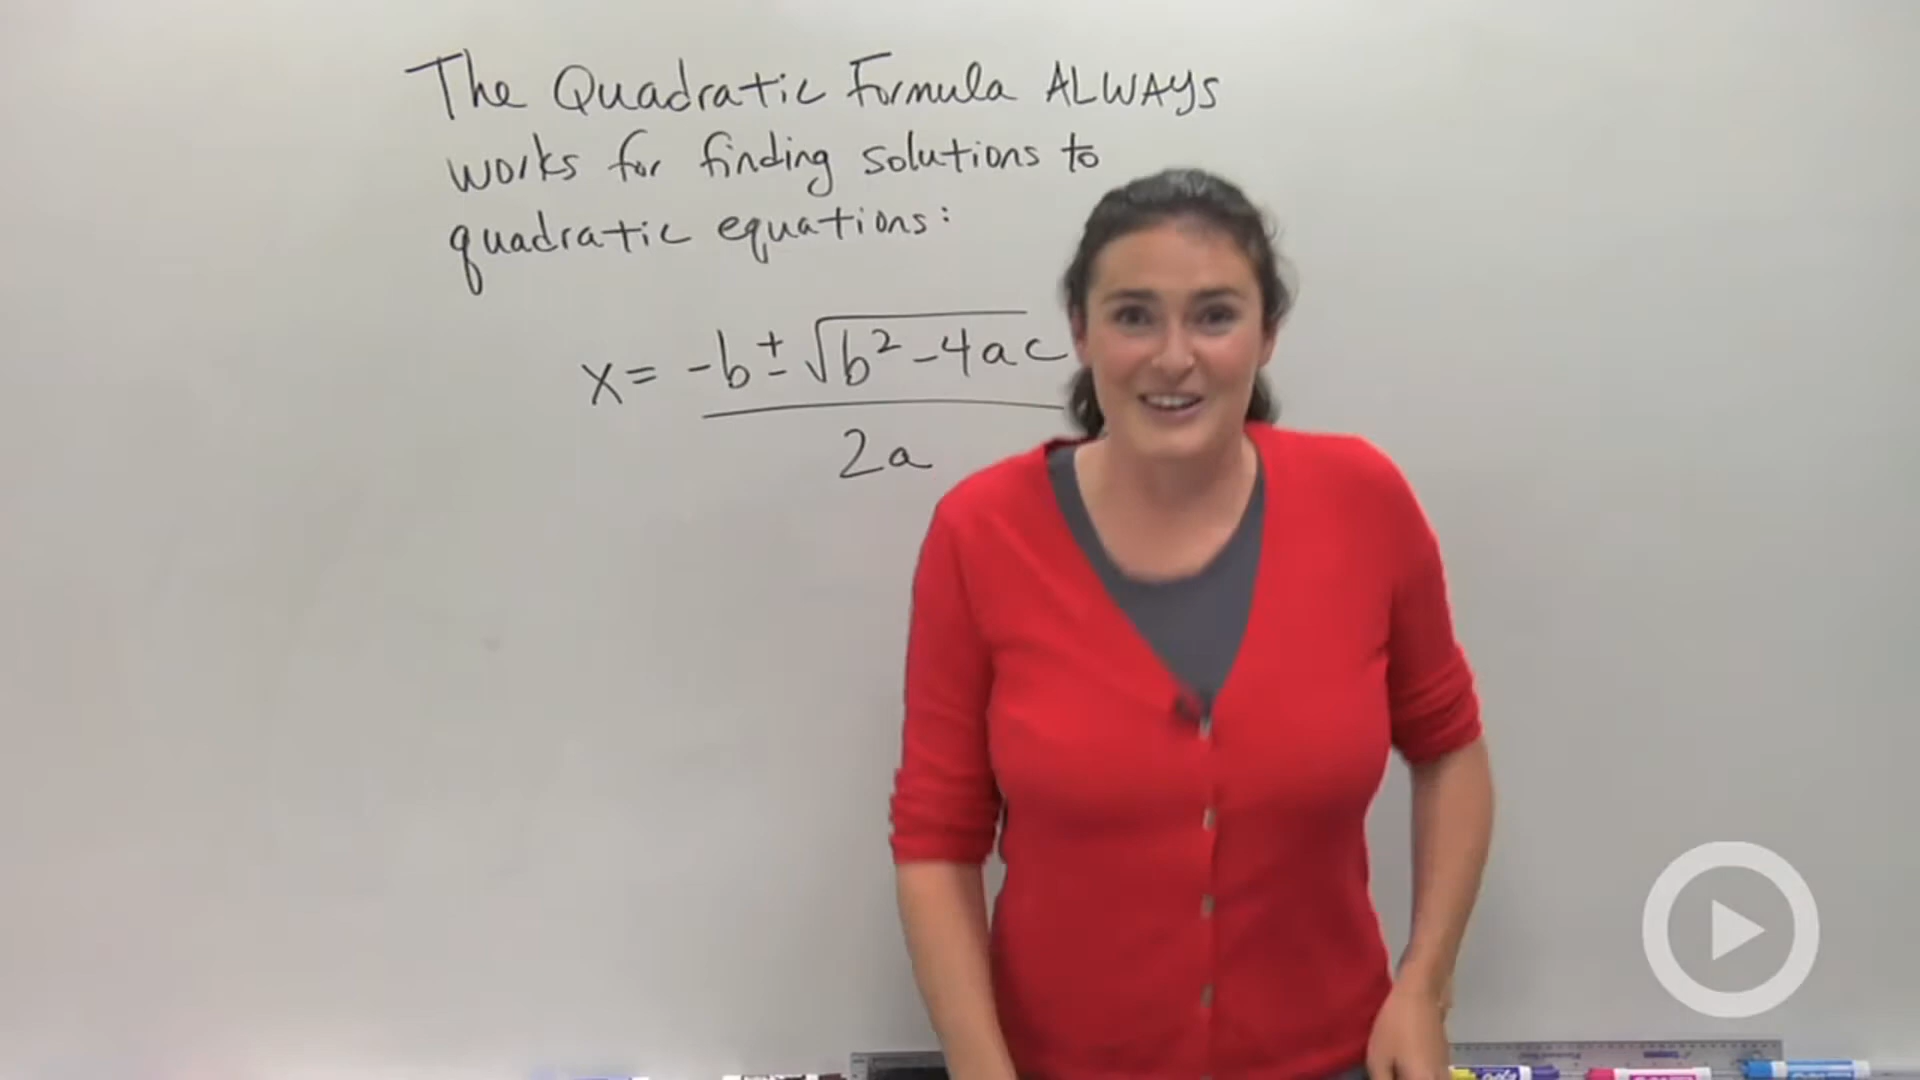 The Quadratic Formula ALWAYS
works for finding solutions to
quadratic equations:
x = -b ± √b² - 4ac
2a